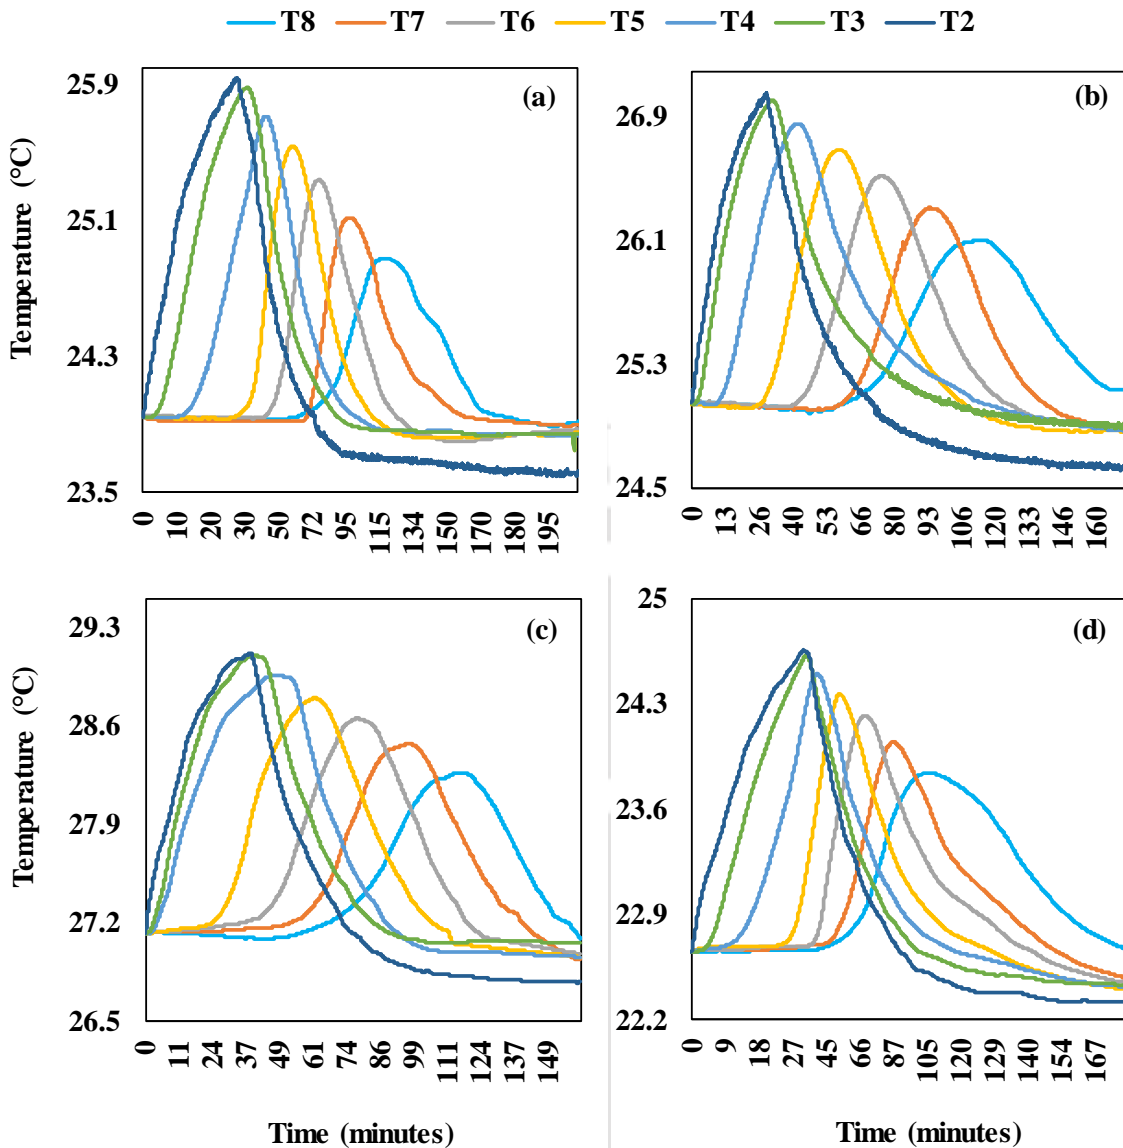 T8 T7 T6 T5 T4 T3 T2
(a)
25.9
25.1
24.3
23.5
Temperature (°C)
0 10 20 30 50 72 95 115 134 150 170 180 195
(b)
26.9
26.1
25.3
24.5
0 13 26 40 53 66 80 93 106 120 133 146 160
(c)
29.3
28.6
27.9
27.2
26.5
Temperature (°C)
0 11 24 37 49 61 74 86 99 114 124 137 149
Time (minutes)
(d)
25
24.3
23.6
22.9
22.2
0 9 18 27 45 66 87 105 120 129 140 154 167
Time (minutes)